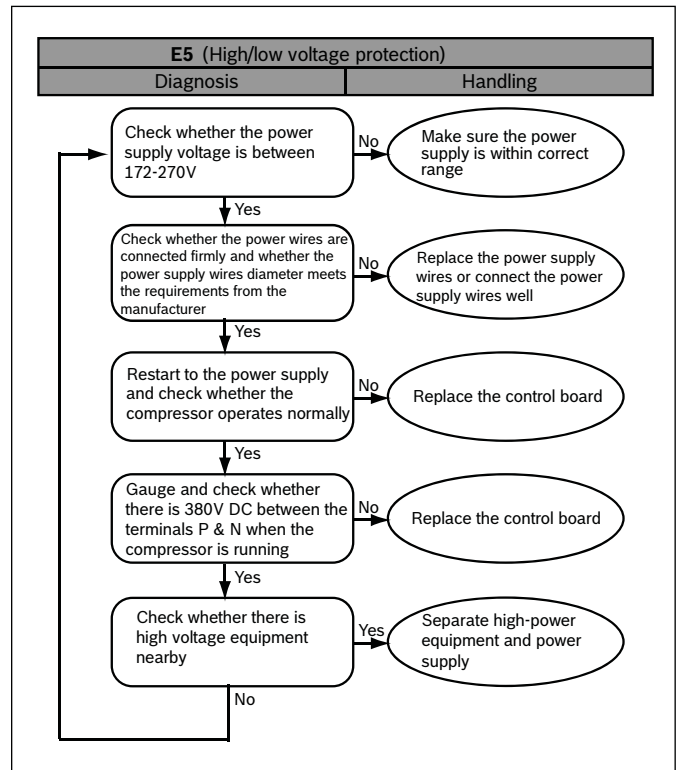 E5 (High/low voltage protection)
Diagnosis
Handling
Check whether the power
supply voltage is between
172-270V
No
Make sure the power
supply is within correct
range
Yes
Check whether the power wires are
connected firmly and whether the
power supply wires diameter meets
the requirements from the
manufacturer
No
Replace the power supply
wires or connect the power
supply wires well
Yes
Restart to the power supply
and check whether the
compressor operates normally
No
Replace the control board
Yes
Gauge and check whether
there is 380V DC between the
terminals P & N when the
compressor is running
No
Replace the control board
Yes
Check whether there is
high voltage equipment
nearby
Yes
Separate high-power
equipment and power
supply
No